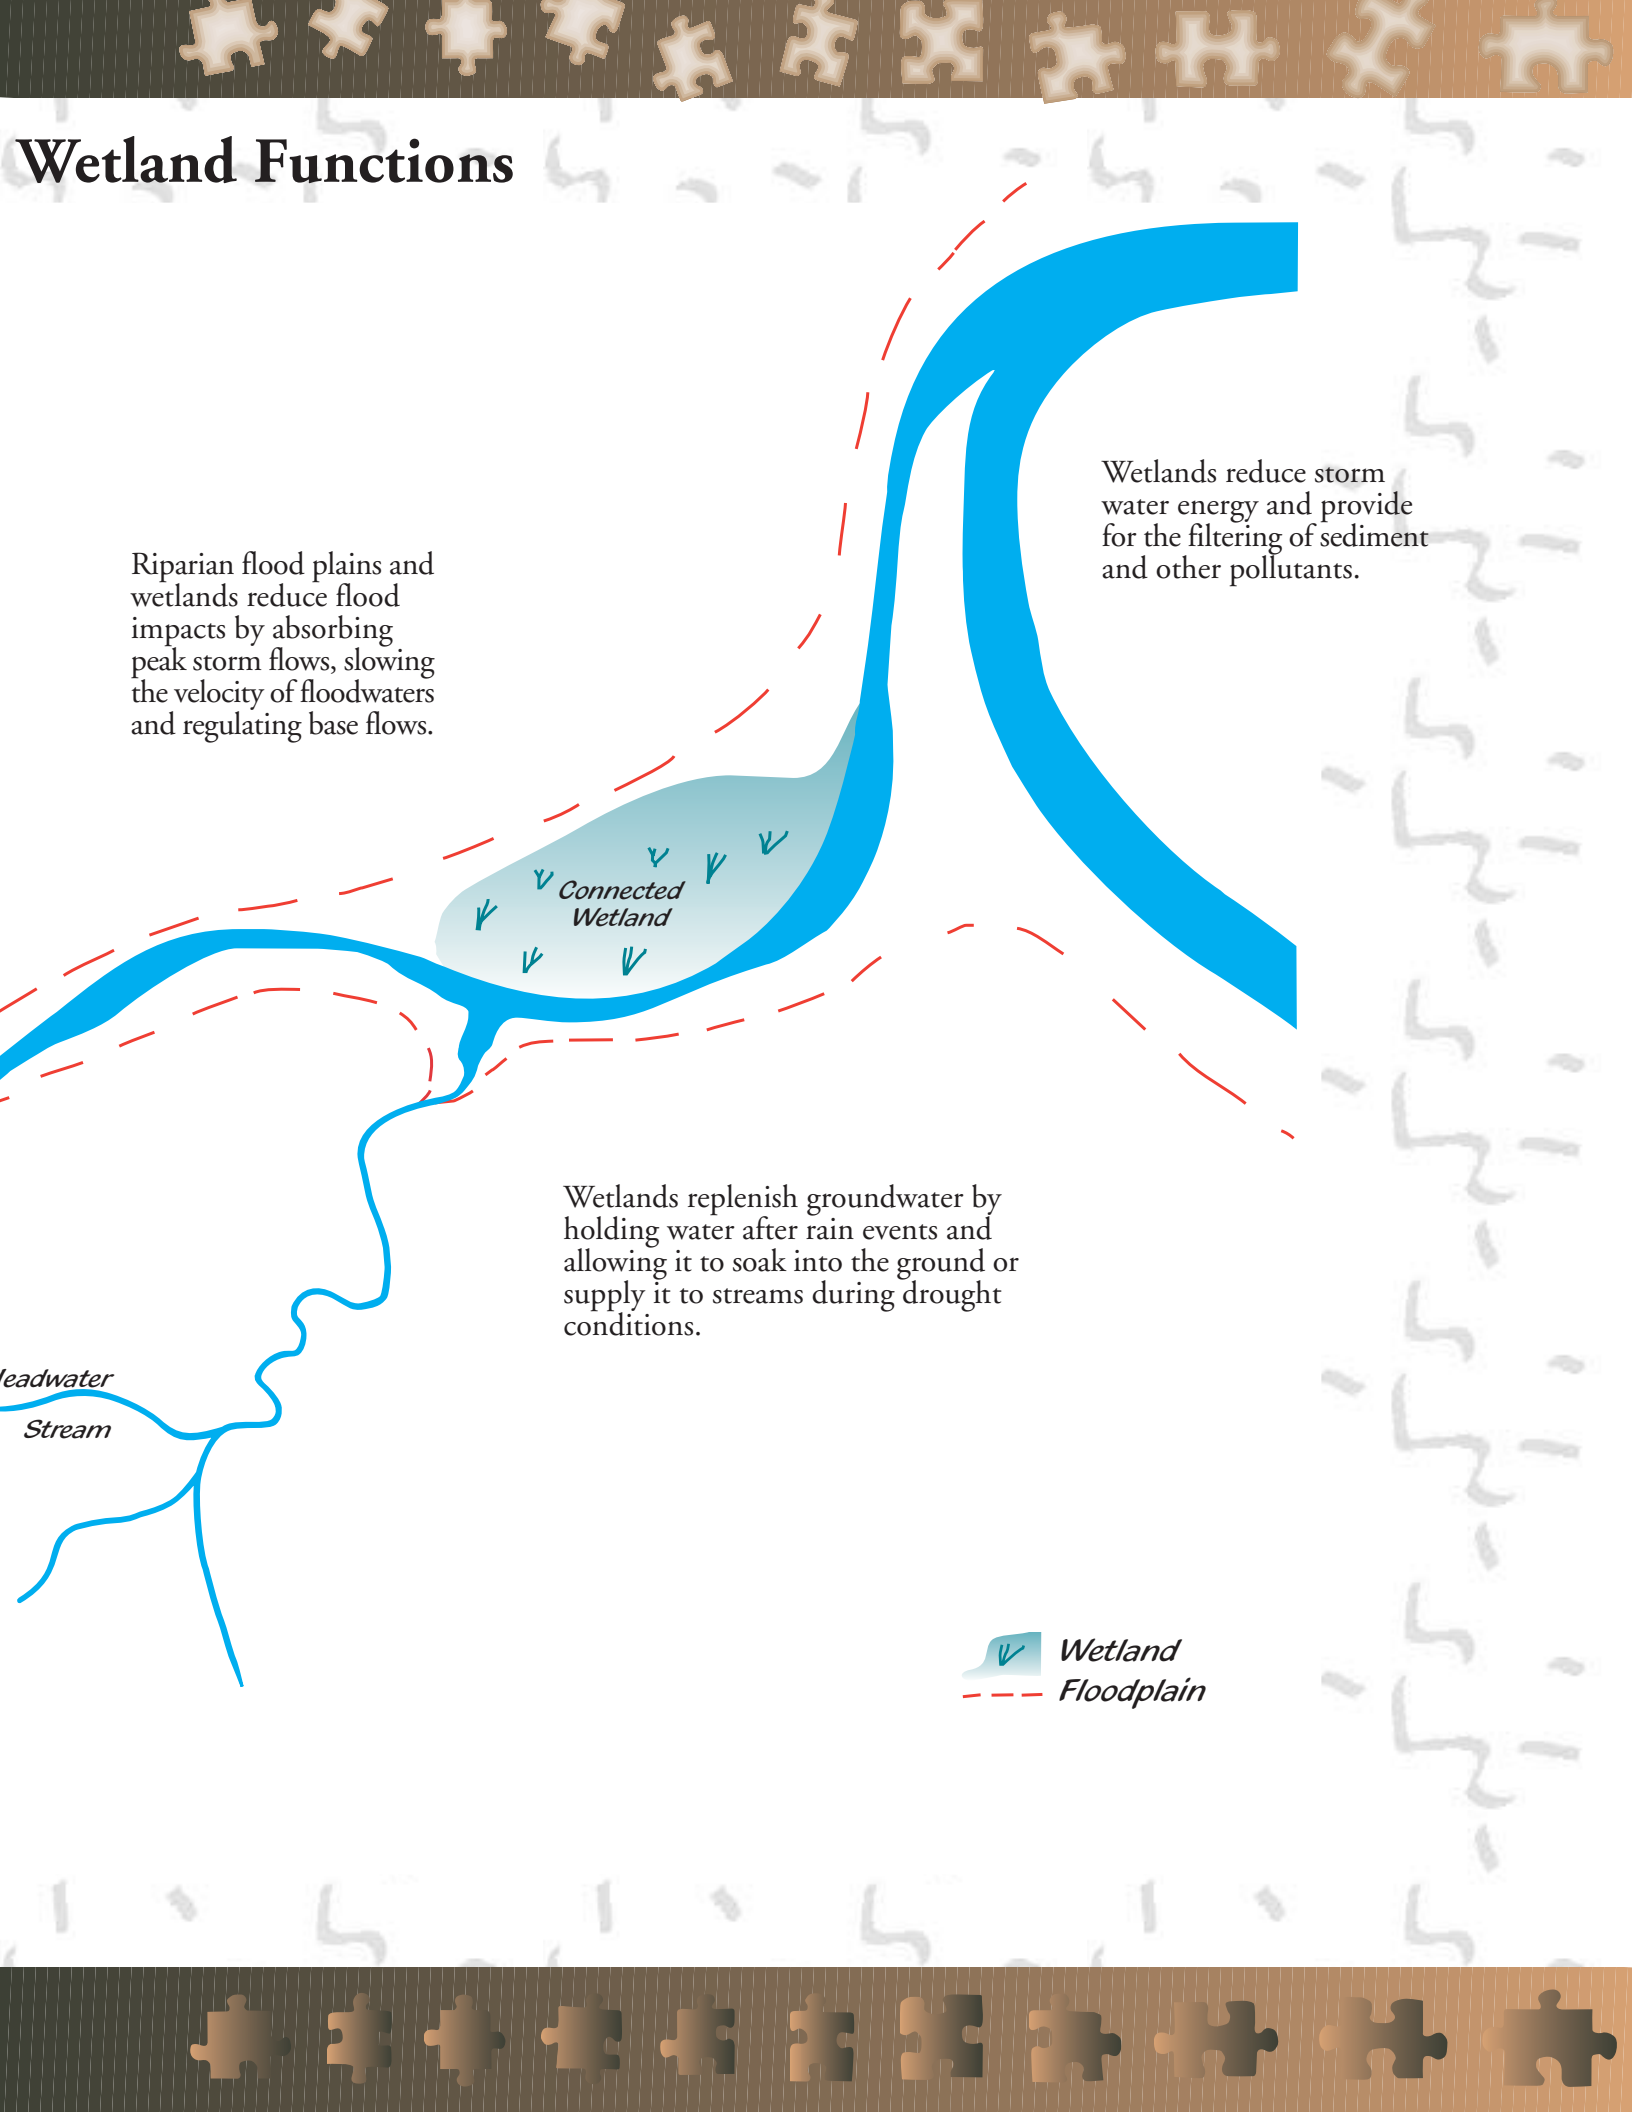 Wetland Functions
Wetlands reduce storm
water energy and provide
for the filtering of sediment
and other pollutants.
Riparian flood plains and
wetlands reduce flood
impacts by absorbing
peak storm flows, slowing
the velocity of floodwaters
and regulating base flows.
Connected
Wetland
Wetlands replenish groundwater by
holding water after rain events and
allowing it to soak into the ground or
supply it to streams during drought
conditions.
eadwater
Stream
Wetland
Floodplain